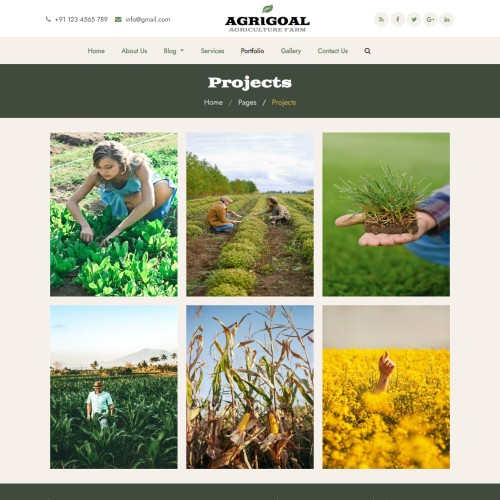 +91 123 4565 789 info@gmail.com
AGRIGOAL
AGRICULTURE FARM
Home About Us Blog Services Portfolio Gallery Contact Us
Projects
Home / Pages / Projects